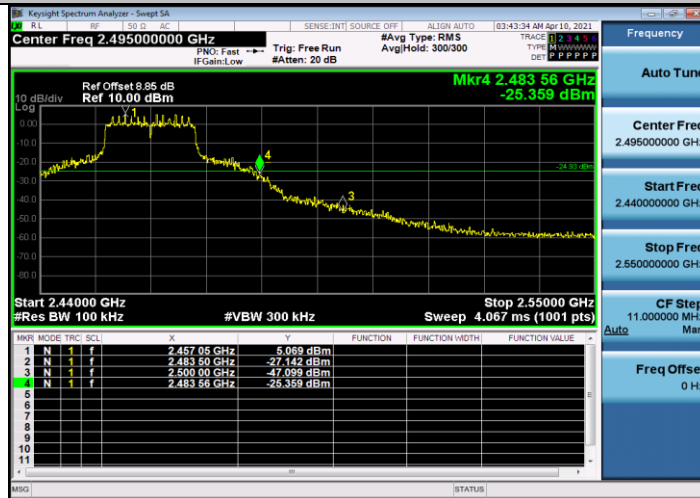 Keysight Spectrum Analyzer - Swept SA
RL RF 50 Ω AC SENSE:INT SOURCE OFF ALIGN AUTO 03:43:34 AM Apr 10, 2021
Center Freq 2.495000000 GHz #Avg Type: RMS TRACE 1 2 3 4 5 6
PNO: Fast Trig: Free Run Avg|Hold: 300/300 TYPE M WWWWW
IFGain:Low #Atten: 20 dB DET P P P P P P
Ref Offset 8.85 dB Mkr4 2.483 56 GHz
10 dB/div Ref 10.00 dBm -25.359 dBm
Log
1
0.00
-10.0
-20.0
4
-24.93 dBm
-30.0
-40.0
3
-50.0
-60.0
-70.0
-80.0
Start 2.44000 GHz Stop 2.55000 GHz
#Res BW 100 kHz #VBW 300 kHz Sweep 4.067 ms (1001 pts)
MKR MODE TRC SCL X Y FUNCTION FUNCTION WIDTH FUNCTION VALUE
1 N 1 f 2.457 05 GHz 5.069 dBm
2 N 1 f 2.483 50 GHz -27.142 dBm
3 N 1 f 2.500 00 GHz -47.099 dBm
4 N 1 f 2.483 56 GHz -25.359 dBm
5
6
7
8
9
10
11
MSG STATUS
Frequency
Auto Tune
Center Freq
2.495000000 GHz
Start Freq
2.440000000 GHz
Stop Freq
2.550000000 GHz
CF Step
11.000000 MHz
Auto Man
Freq Offset
0 Hz